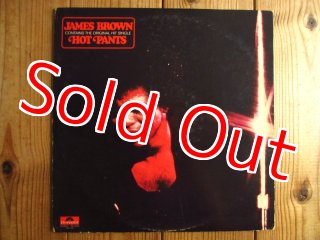 JAMES BROWN
CONTAINS THE ORIGINAL HIT SINGLE
HOT PANTS
Sold Out